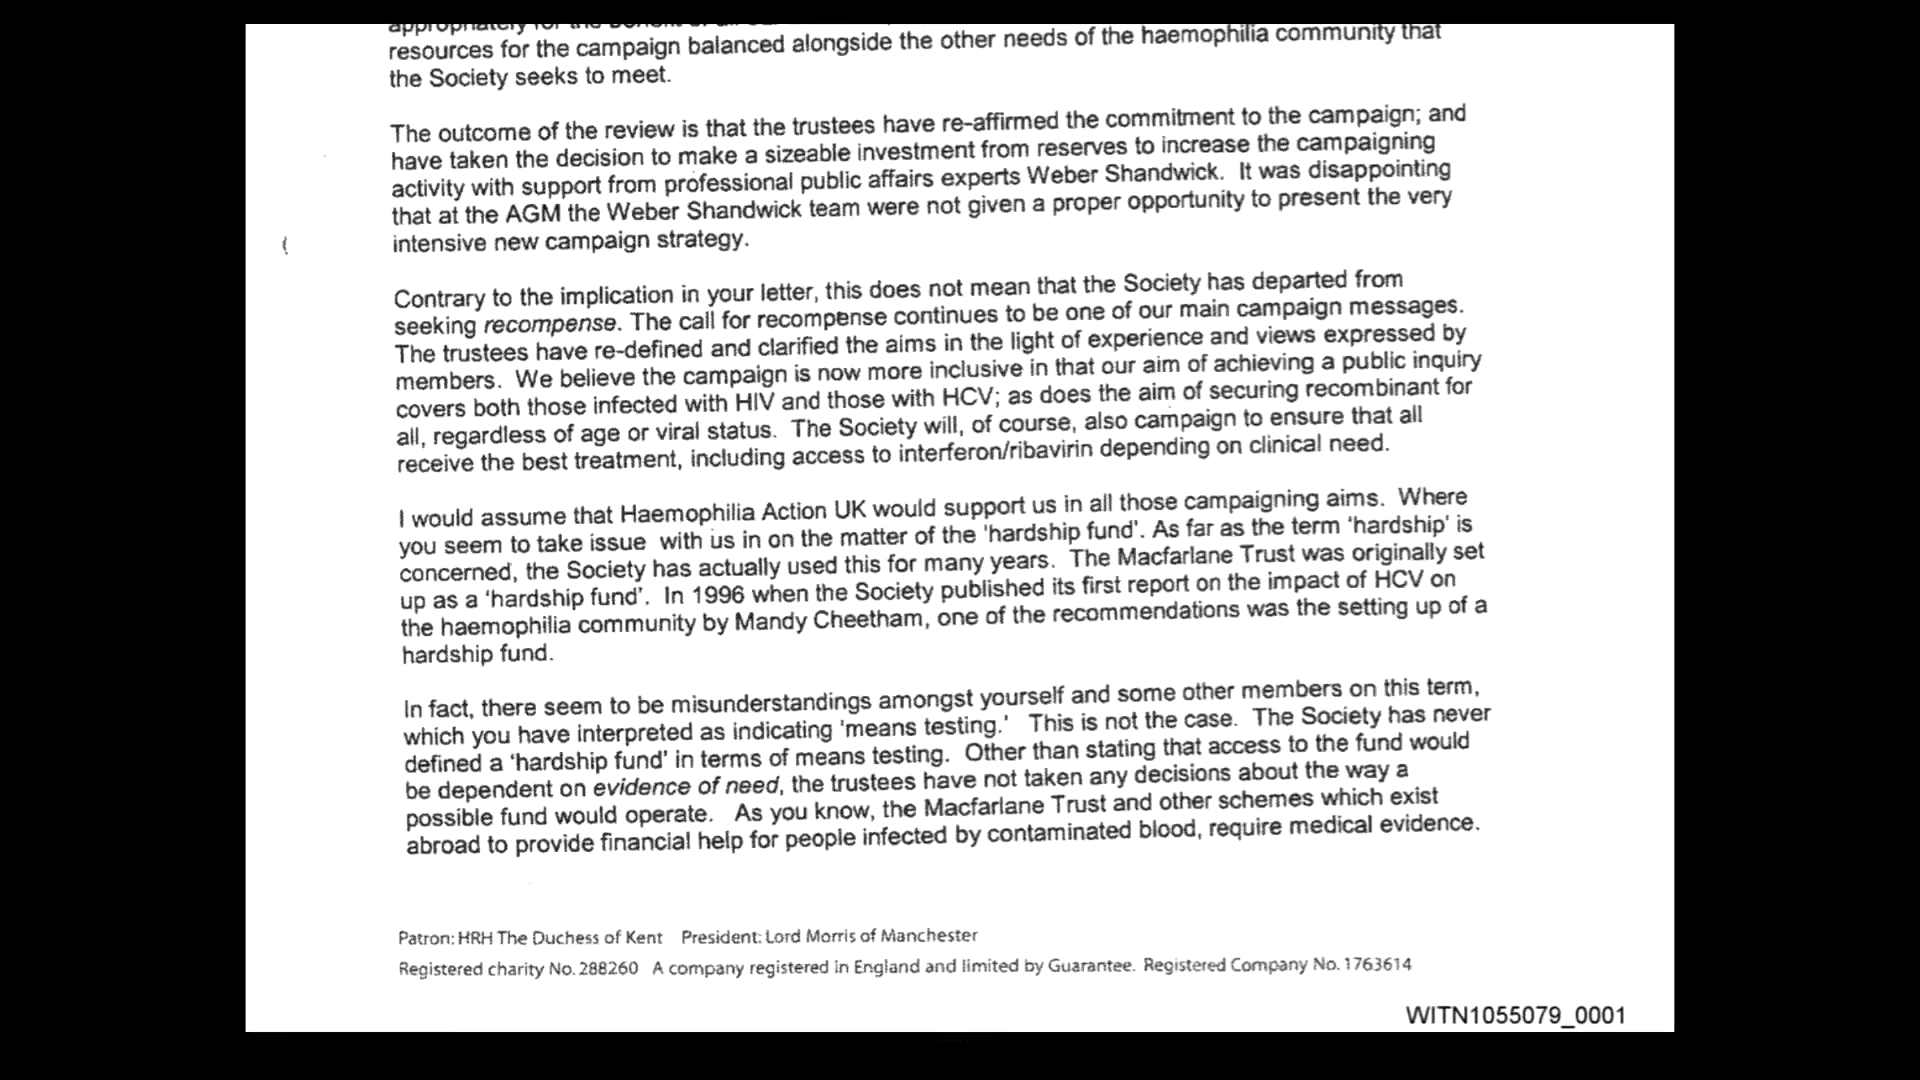 resources for the campaign balanced alongside the other needs of the haemophilia community that
the Society seeks to meet.
The outcome of the review is that the trustees have re-affirmed the commitment to the campaign; and
have taken the decision to make a sizeable investment from reserves to increase the campaigning
activity with support from professional public affairs experts Weber Shandwick. It was disappointing
that at the AGM the Weber Shandwick team were not given a proper opportunity to present the very
intensive new campaign strategy.
Contrary to the implication in your letter, this does not mean that the Society has departed from
seeking recompense. The call for recompense continues to be one of our main campaign messages.
The trustees have re-defined and clarified the aims in the light of experience and views expressed by
members. We believe the campaign is now more inclusive in that our aim of achieving a public inquiry
covers both those infected with HIV and those with HCV; as does the aim of securing recombinant for
all, regardless of age or viral status. The Society will, of course, also campaign to ensure that all
receive the best treatment, including access to interferon/ribavirin depending on clinical need.
I would assume that Haemophilia Action UK would support us in all those campaigning aims. Where
you seem to take issue with us in on the matter of the 'hardship fund'. As far as the term 'hardship' is
concerned, the Society has actually used this for many years. The Macfarlane Trust was originally set
up as a 'hardship fund'. In 1996 when the Society published its first report on the impact of HCV on
the haemophilia community by Mandy Cheetham, one of the recommendations was the setting up of a
hardship fund.
In fact, there seem to be misunderstandings amongst yourself and some other members on this term,
which you have interpreted as indicating 'means testing.' This is not the case. The Society has never
defined a 'hardship fund' in terms of means testing. Other than stating that access to the fund would
be dependent on evidence of need, the trustees have not taken any decisions about the way a
possible fund would operate. As you know, the Macfarlane Trust and other schemes which exist
abroad to provide financial help for people infected by contaminated blood, require medical evidence.
Patron: HRH The Duchess of Kent President: Lord Morris of Manchester
Registered charity No. 288260 A company registered in England and limited by Guarantee. Registered Company No. 1763614
WITN1055079_0001